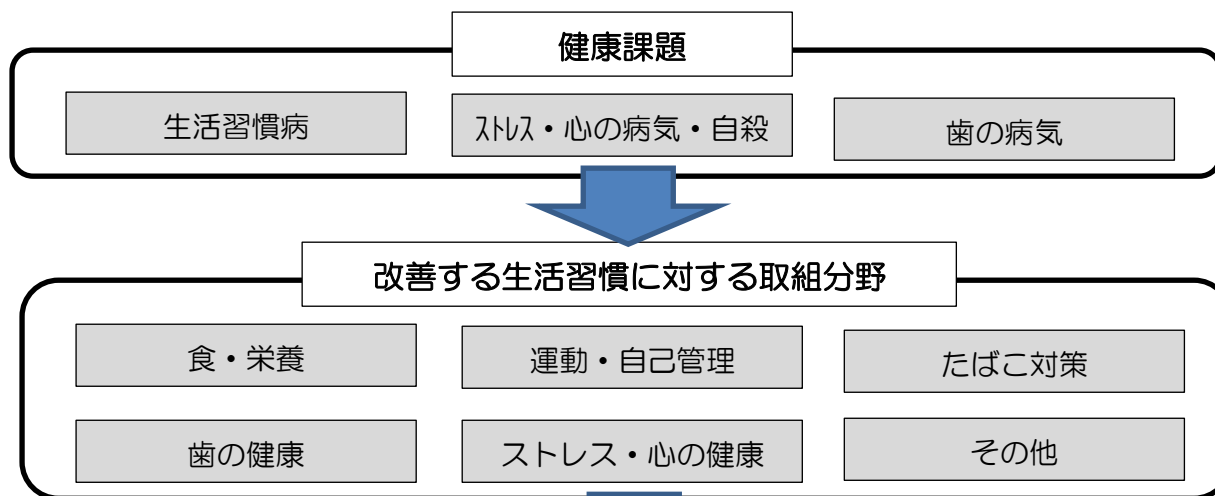 健康課題
生活習慣病
ｽﾄﾚｽ・心の病気・自殺
歯の病気
改善する生活習慣に対する取組分野
食・栄養
運動・自己管理
たばこ対策
歯の健康
ストレス・心の健康
その他